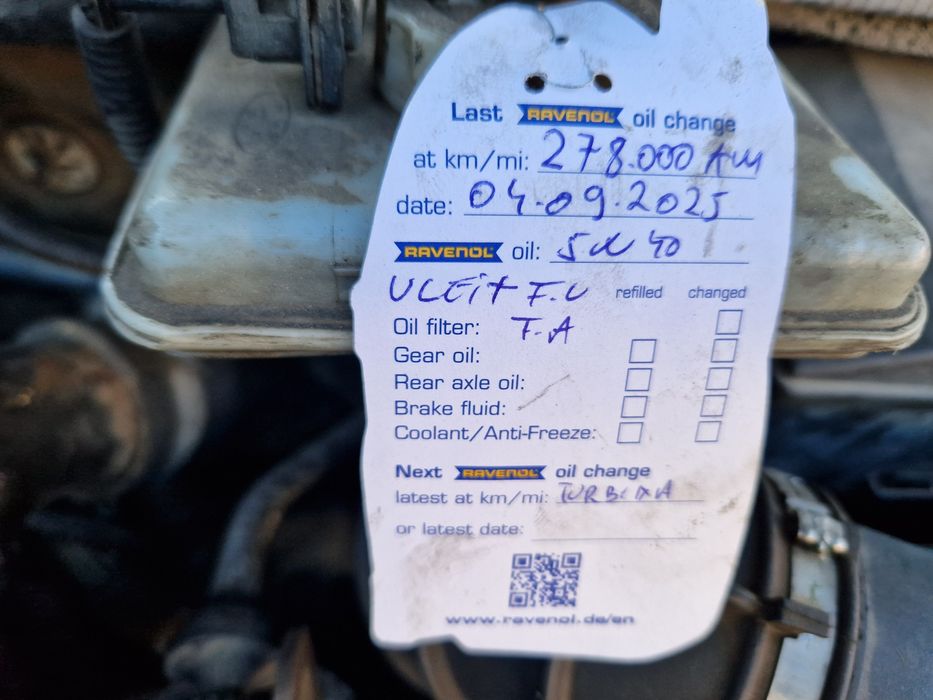 Last RAVENOL oil change
at km/mi: 278.000 KM
date: 04.09.2025
RAVENOL oil: 5W40
ULEI+ F.U
refilled changed
Oil filter: F.A
Gear oil:
Rear axle oil:
Brake fluid:
Coolant/Anti-Freeze:
Next RAVENOL oil change
latest at km/mi: TURBINA
or latest date:
www.ravenol.de/en